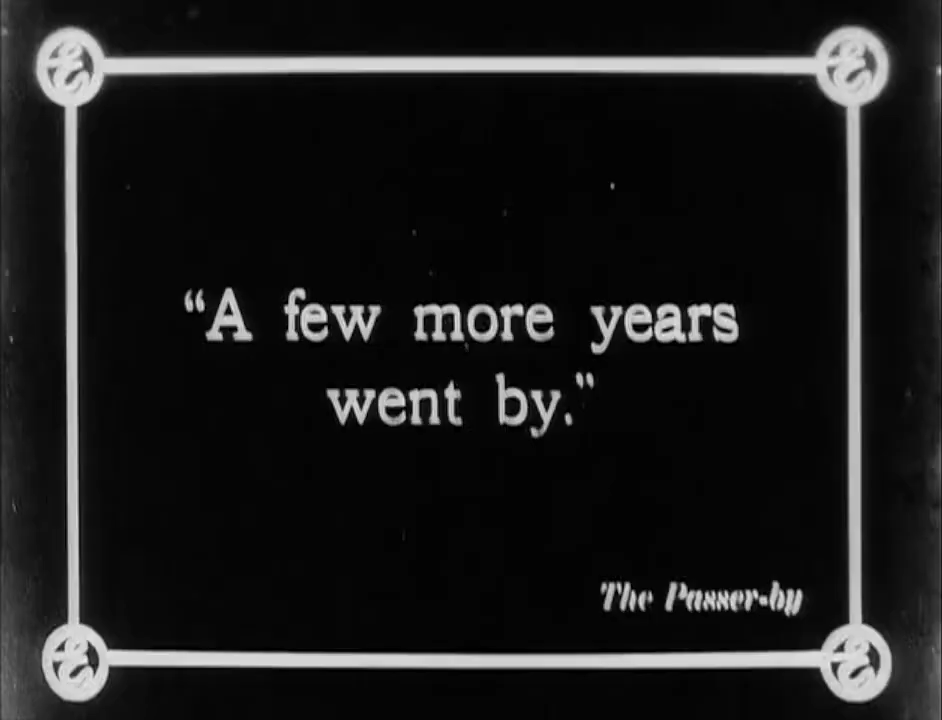 “A few more years
went by.”
The Passer-by